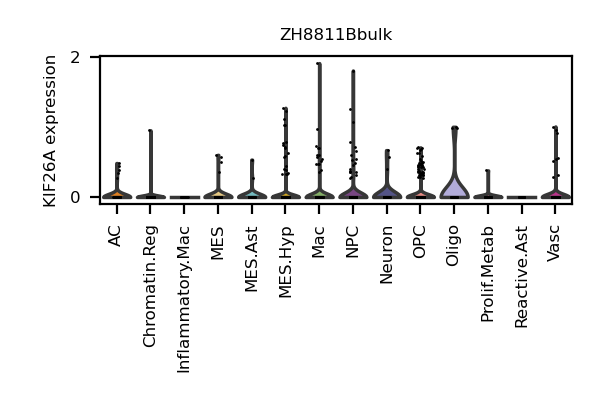 ZH8811Bbulk
KIF26A expression
2
0
AC
Chromatin.Reg
Inflammatory.Mac
MES
MES.Ast
MES.Hyp
Mac
NPC
Neuron
OPC
Oligo
Prolif.Metab
Reactive.Ast
Vasc